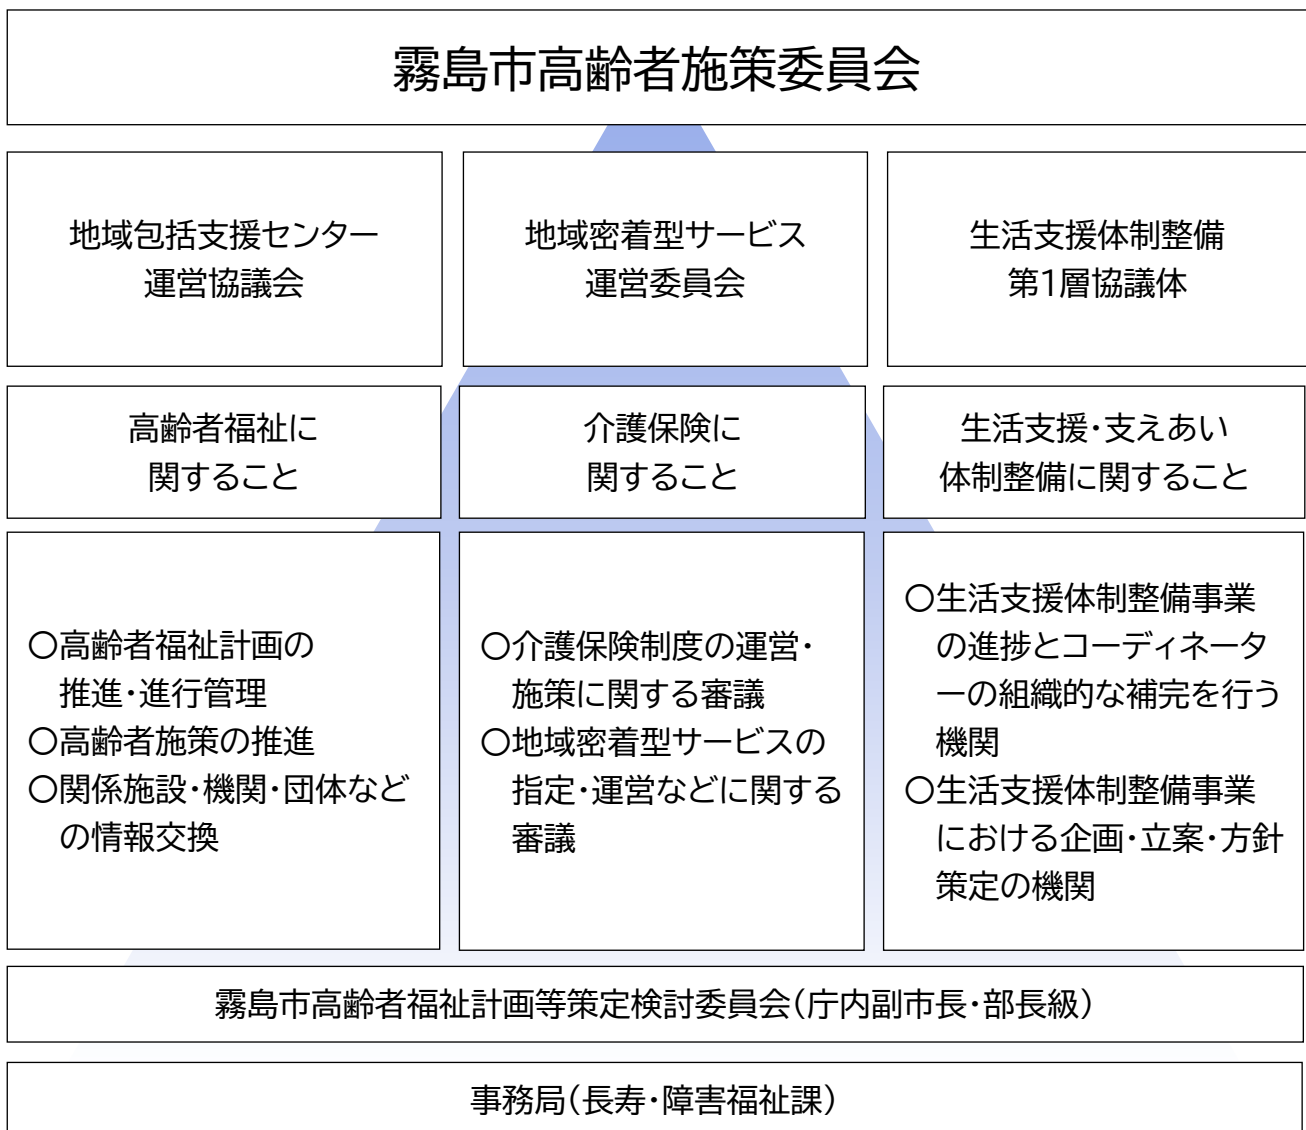 霧島市高齢者施策委員会
地域包括支援センター
運営協議会
地域密着型サービス
運営委員会
生活支援体制整備
第1層協議体
高齢者福祉に
関すること
介護保険に
関すること
生活支援・支えあい
体制整備に関すること
〇高齢者福祉計画の
推進・進行管理
〇高齢者施策の推進
〇関係施設・機関・団体など
の情報交換
〇介護保険制度の運営・
施策に関する審議
〇地域密着型サービスの
指定・運営などに関する
審議
〇生活支援体制整備事業
の進捗とコーディネータ
ーの組織的な補完を行う
機関
〇生活支援体制整備事業
における企画・立案・方針
策定の機関
霧島市高齢者福祉計画等策定検討委員会(庁内副市長・部長級)
事務局(長寿・障害福祉課)